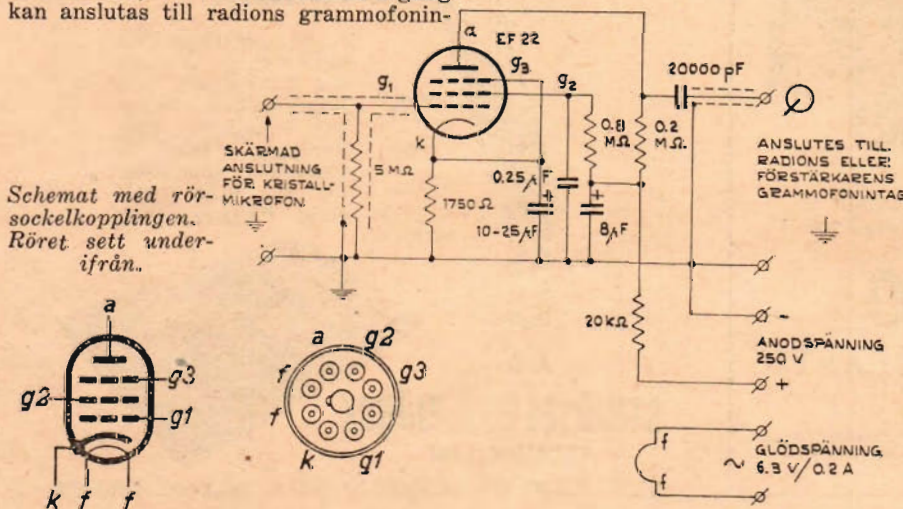 kan anslutas till radions grammofonin-
a
EF 22
g3
g1
g2
k
20000 pF
SKÄRMAD
ANSLUTNING
FÖR KRISTALL-
MIKROFON
5 MΩ
1750 Ω
0.25 µF
10-25 µF
+
0.81
MΩ
+
8 µF
0.2
MΩ
ANSLUTES TILL
RADIONS ELLER
FÖRSTÄRKARENS
GRAMMOFONINTAG
Schemat med rör-
sockelkopplingen.
Röret sett under-
ifrån.
20 kΩ
-
ANODSPÄNNING
250 V
+
f
f
GLÖDSPÄNNING
~ 6.3 V/0.2 A
a
g3
g2
g1
k f f
a
g2
f
g3
f
k
g1